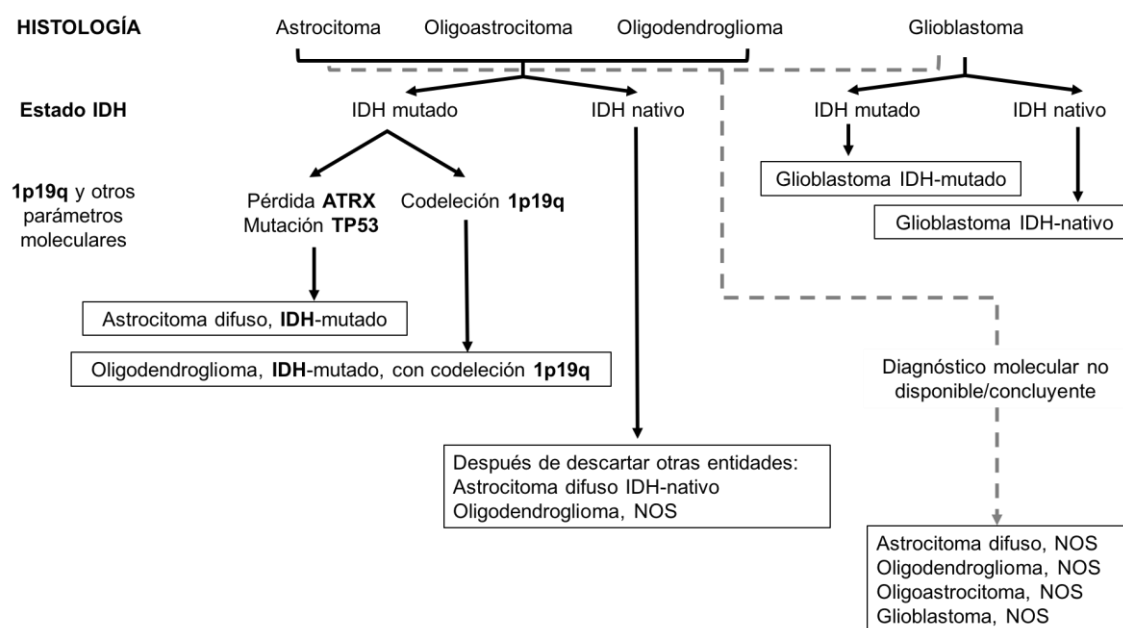 HISTOLOGÍA
Astrocitoma
Oligoastrocitoma
Oligodendroglioma
Glioblastoma
Estado IDH
IDH mutado
IDH nativo
IDH mutado
IDH nativo
1p19q y otros
parámetros
moleculares
Pérdida ATRX
Mutación TP53
Codeleción 1p19q
Glioblastoma IDH-mutado
Glioblastoma IDH-nativo
Astrocitoma difuso, IDH-mutado
Oligodendroglioma, IDH-mutado, con codeleción 1p19q
Diagnóstico molecular no
disponible/concluyente
Después de descartar otras entidades:
Astrocitoma difuso IDH-nativo
Oligodendroglioma, NOS
Astrocitoma difuso, NOS
Oligodendroglioma, NOS
Oligoastrocitoma, NOS
Glioblastoma, NOS